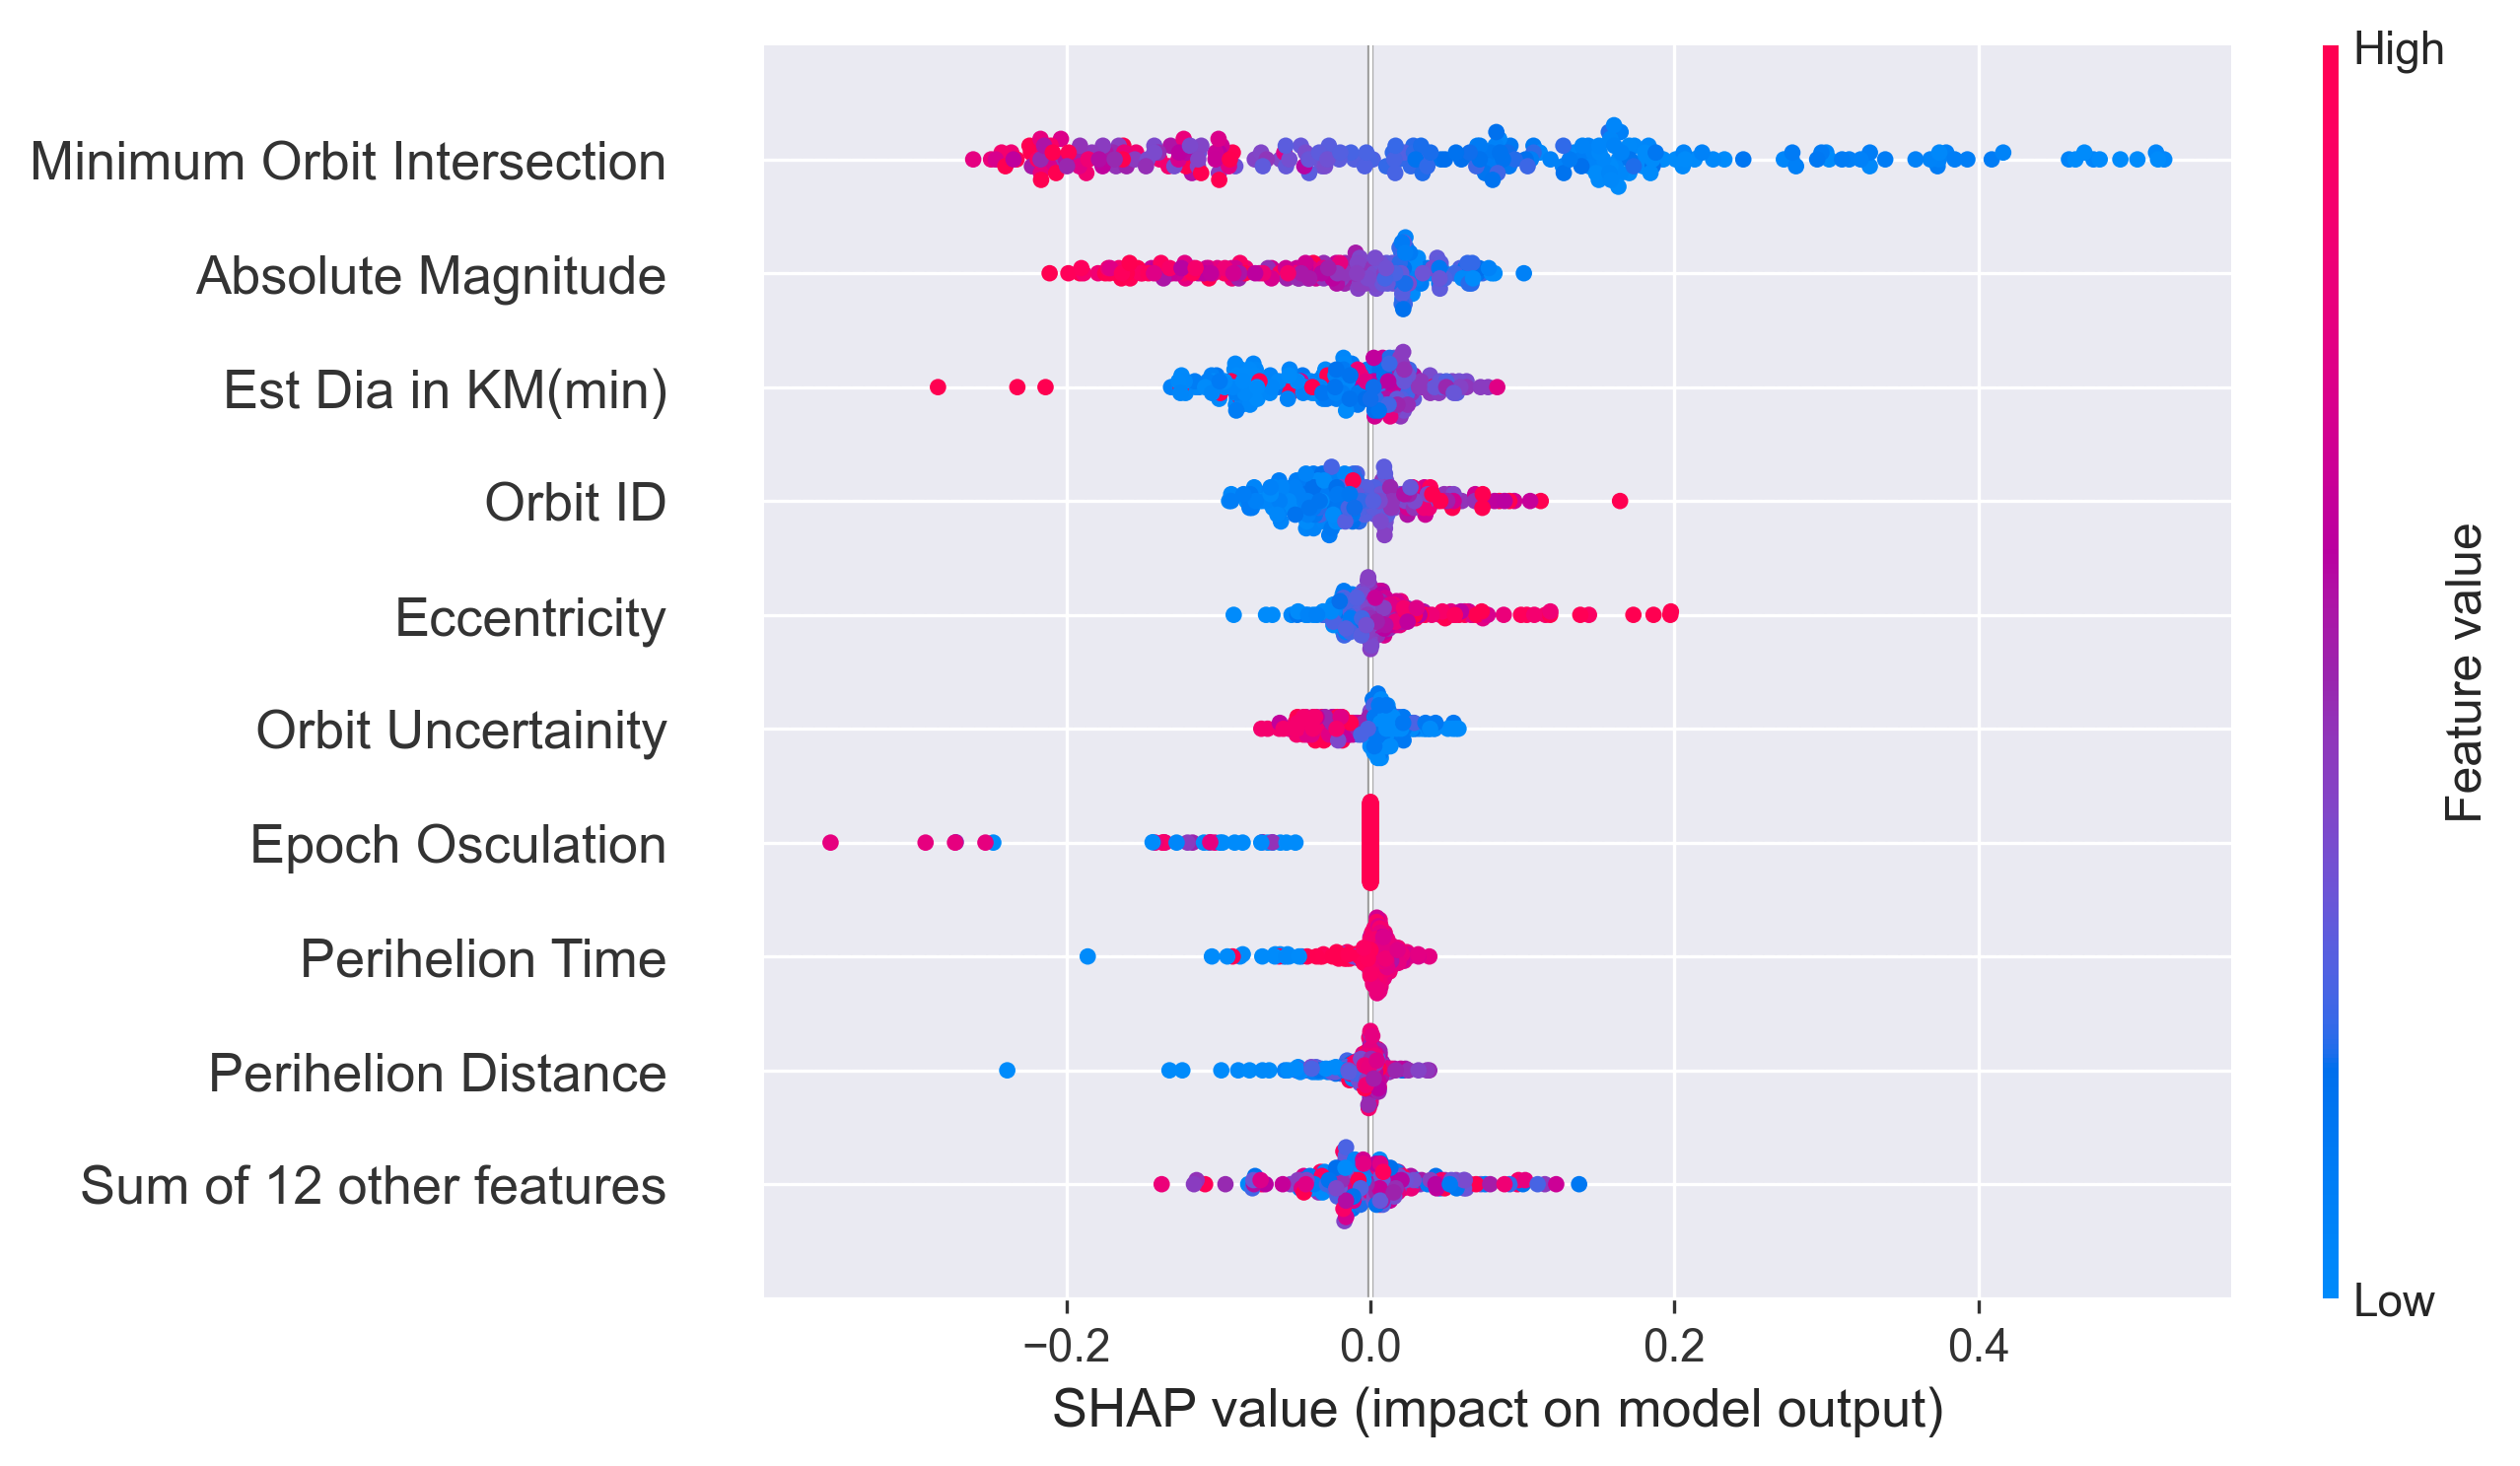 High
Minimum Orbit Intersection
Absolute Magnitude
Est Dia in KM(min)
Orbit ID
Eccentricity
Orbit Uncertainity
Epoch Osculation
Perihelion Time
Perihelion Distance
Sum of 12 other features
Feature value
Low
−0.2 0.0 0.2 0.4
SHAP value (impact on model output)